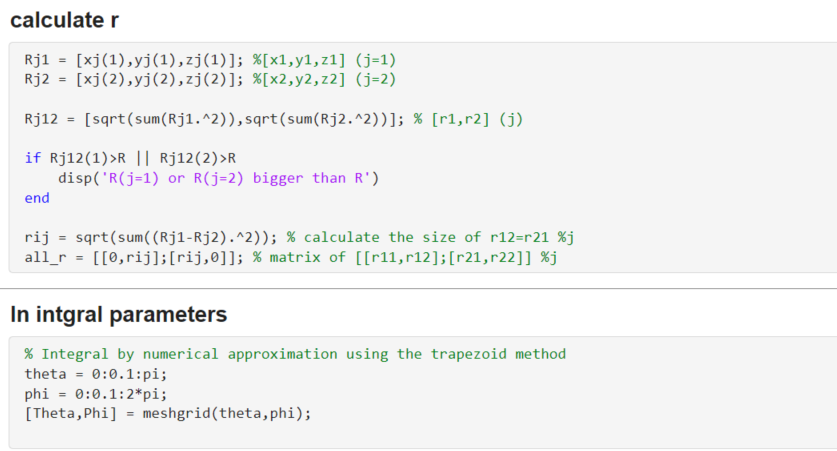 calculate r
Rj1 = [xj(1),yj(1),zj(1)]; %[x1,y1,z1] (j=1)
Rj2 = [xj(2),yj(2),zj(2)]; %[x2,y2,z2] (j=2)
Rj12 = [sqrt(sum(Rj1.^2)),sqrt(sum(Rj2.^2))]; % [r1,r2] (j)
if Rj12(1)>R || Rj12(2)>R
disp('R(j=1) or R(j=2) bigger than R')
end
rij = sqrt(sum((Rj1-Rj2).^2)); % calculate the size of r12=r21 %j
all_r = [[0,rij];[rij,0]]; % matrix of [[r11,r12];[r21,r22]] %j
In intgral parameters
% Integral by numerical approximation using the trapezoid method
theta = 0:0.1:pi;
phi = 0:0.1:2*pi;
[Theta,Phi] = meshgrid(theta,phi);